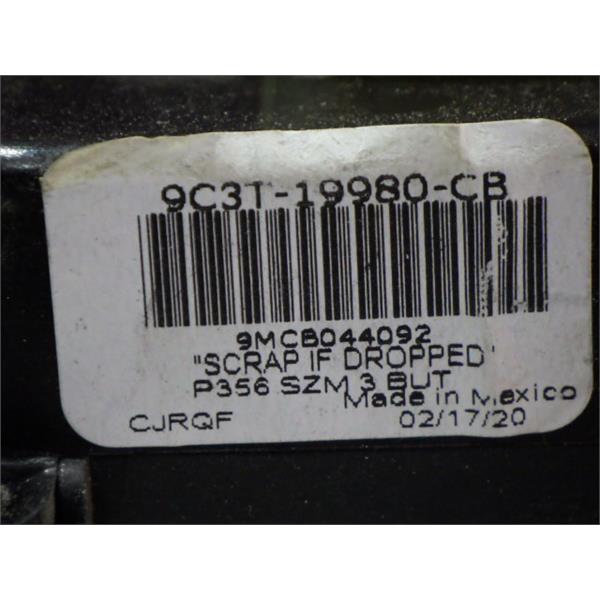 9C3T-19980-CB
9MCB044092
"SCRAP IF DROPPED"
P356 SZM 3 BUT
Made in Mexico
CJRQF 02/17/20